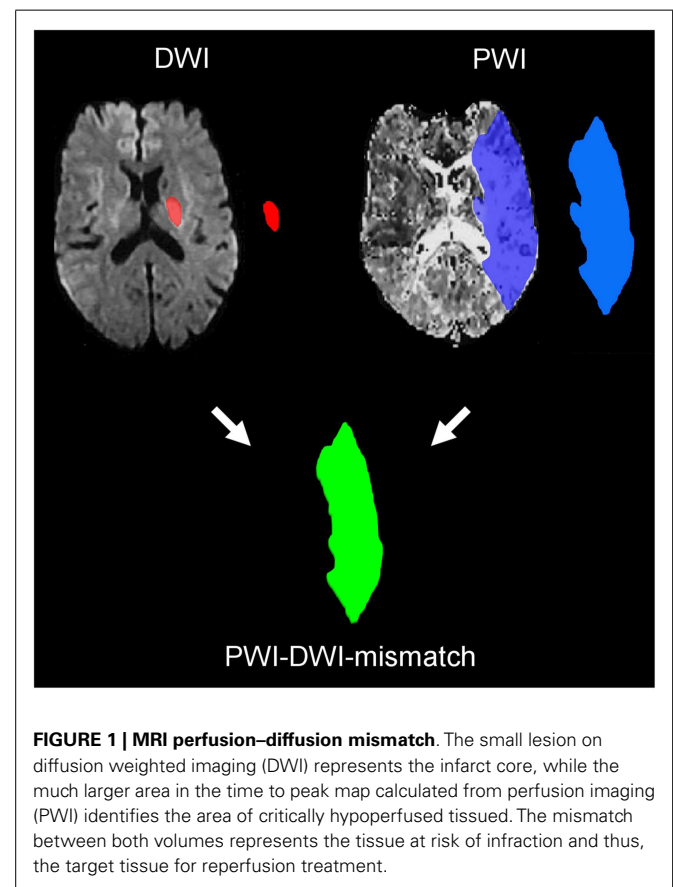 DWI PWI
PWI-DWI-mismatch
FIGURE 1 | MRI perfusion–diffusion mismatch. The small lesion on
diffusion weighted imaging (DWI) represents the infarct core, while the
much larger area in the time to peak map calculated from perfusion imaging
(PWI) identifies the area of critically hypoperfused tissued. The mismatch
between both volumes represents the tissue at risk of infraction and thus,
the target tissue for reperfusion treatment.